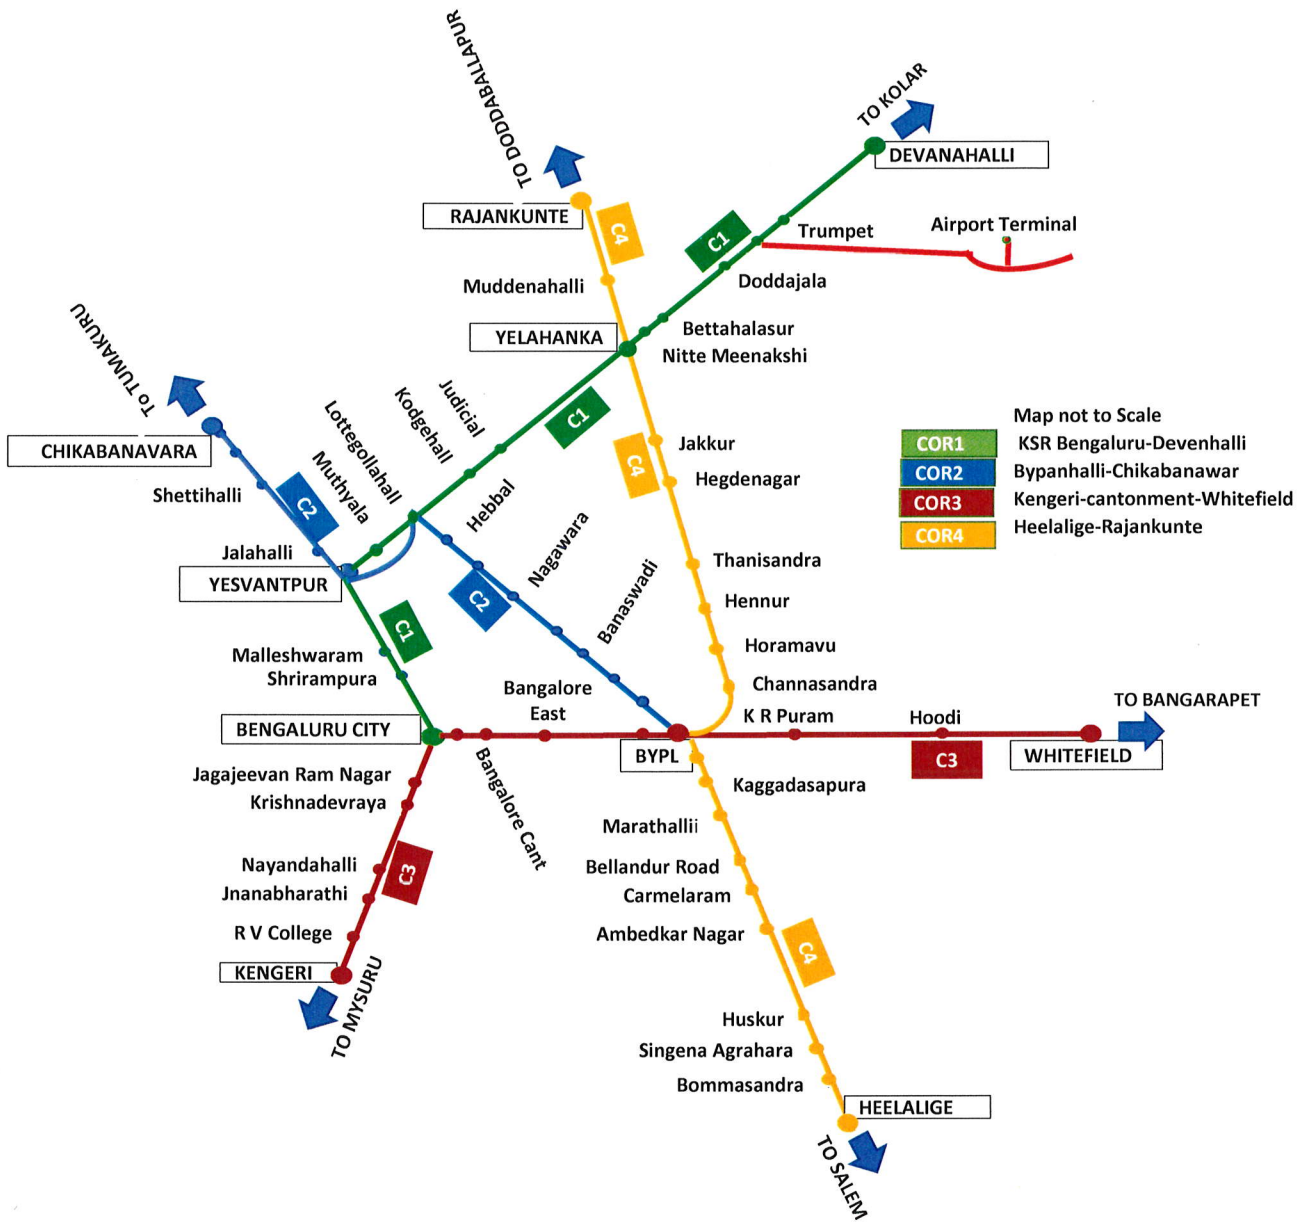 TO DODDABALLAPUR
TO KOLAR
DEVANAHALLI
RAJANKUNTE
C4
C1
Trumpet
Airport Terminal
Muddenahalli
Doddajala
YELAHANKA
Bettahalasur
Nitte Meenakshi
To TUMAKURU
Judicial
Kodgehall
Lottegollahall
Muthyala
C1
CHIKABANAVARA
Shettihalli
C2
Hebbal
C4
Jakkur
Hegdenagar
Map not to Scale
COR1 KSR Bengaluru-Devenhalli
COR2 Bypanhalli-Chikabanawar
COR3 Kengeri-cantonment-Whitefield
COR4 Heelalige-Rajankunte
Jalahalli
YESVANTPUR
Nagawara
C2
Banaswadi
Thanisandra
Hennur
C1
Malleshwaram
Shrirampura
Horamavu
Channasandra
Bangalore
East
BENGALURU CITY
K R Puram
Hoodi
TO BANGARAPET
BYPL
C3
WHITEFIELD
Jagajeevan Ram Nagar
Krishnadevraya
Bangalore Cant
Kaggadasapura
Marathallii
Nayandahalli
C3
Jnanabharathi
Bellandur Road
Carmelaram
R V College
Ambedkar Nagar
C4
KENGERI
TO MYSURU
Huskur
Singena Agrahara
Bommasandra
HEELALIGE
TO SALEM